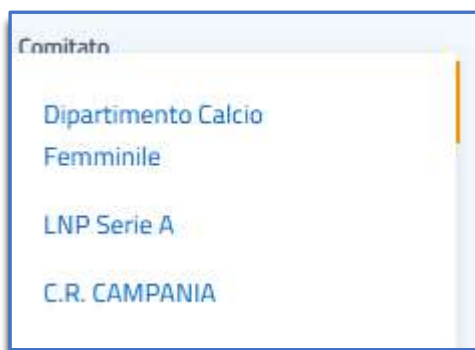 Comitato
Dipartimento Calcio
Femminile
LNP Serie A
C.R. CAMPANIA